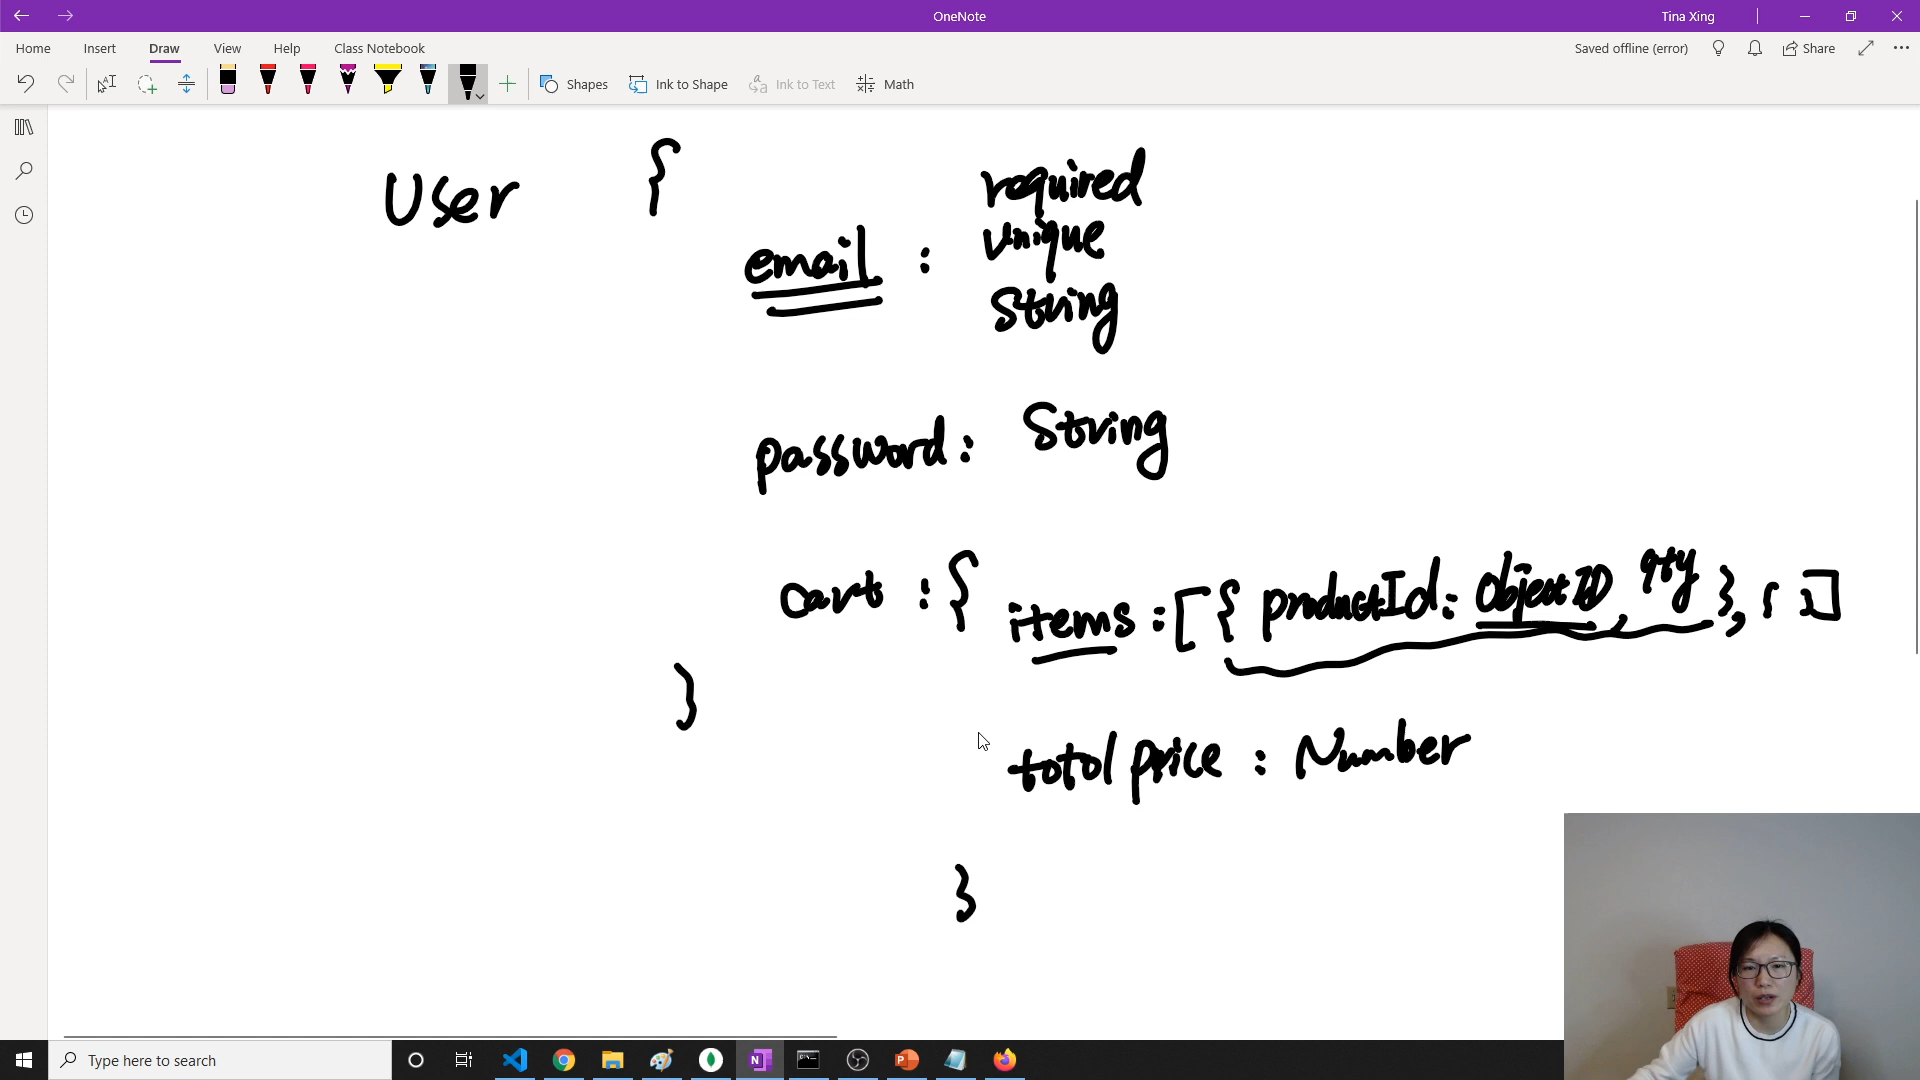 OneNote
Tina Xing
Home Insert Draw View Help Class Notebook
Saved offline (error)
Share
Shapes
Ink to Shape
Ink to Text
Math
User {
required
unique
email :
String
password: String
cart : { items : [ { productId: ObjectID, qty }, { } ]
}
total price : Number
}
Type here to search